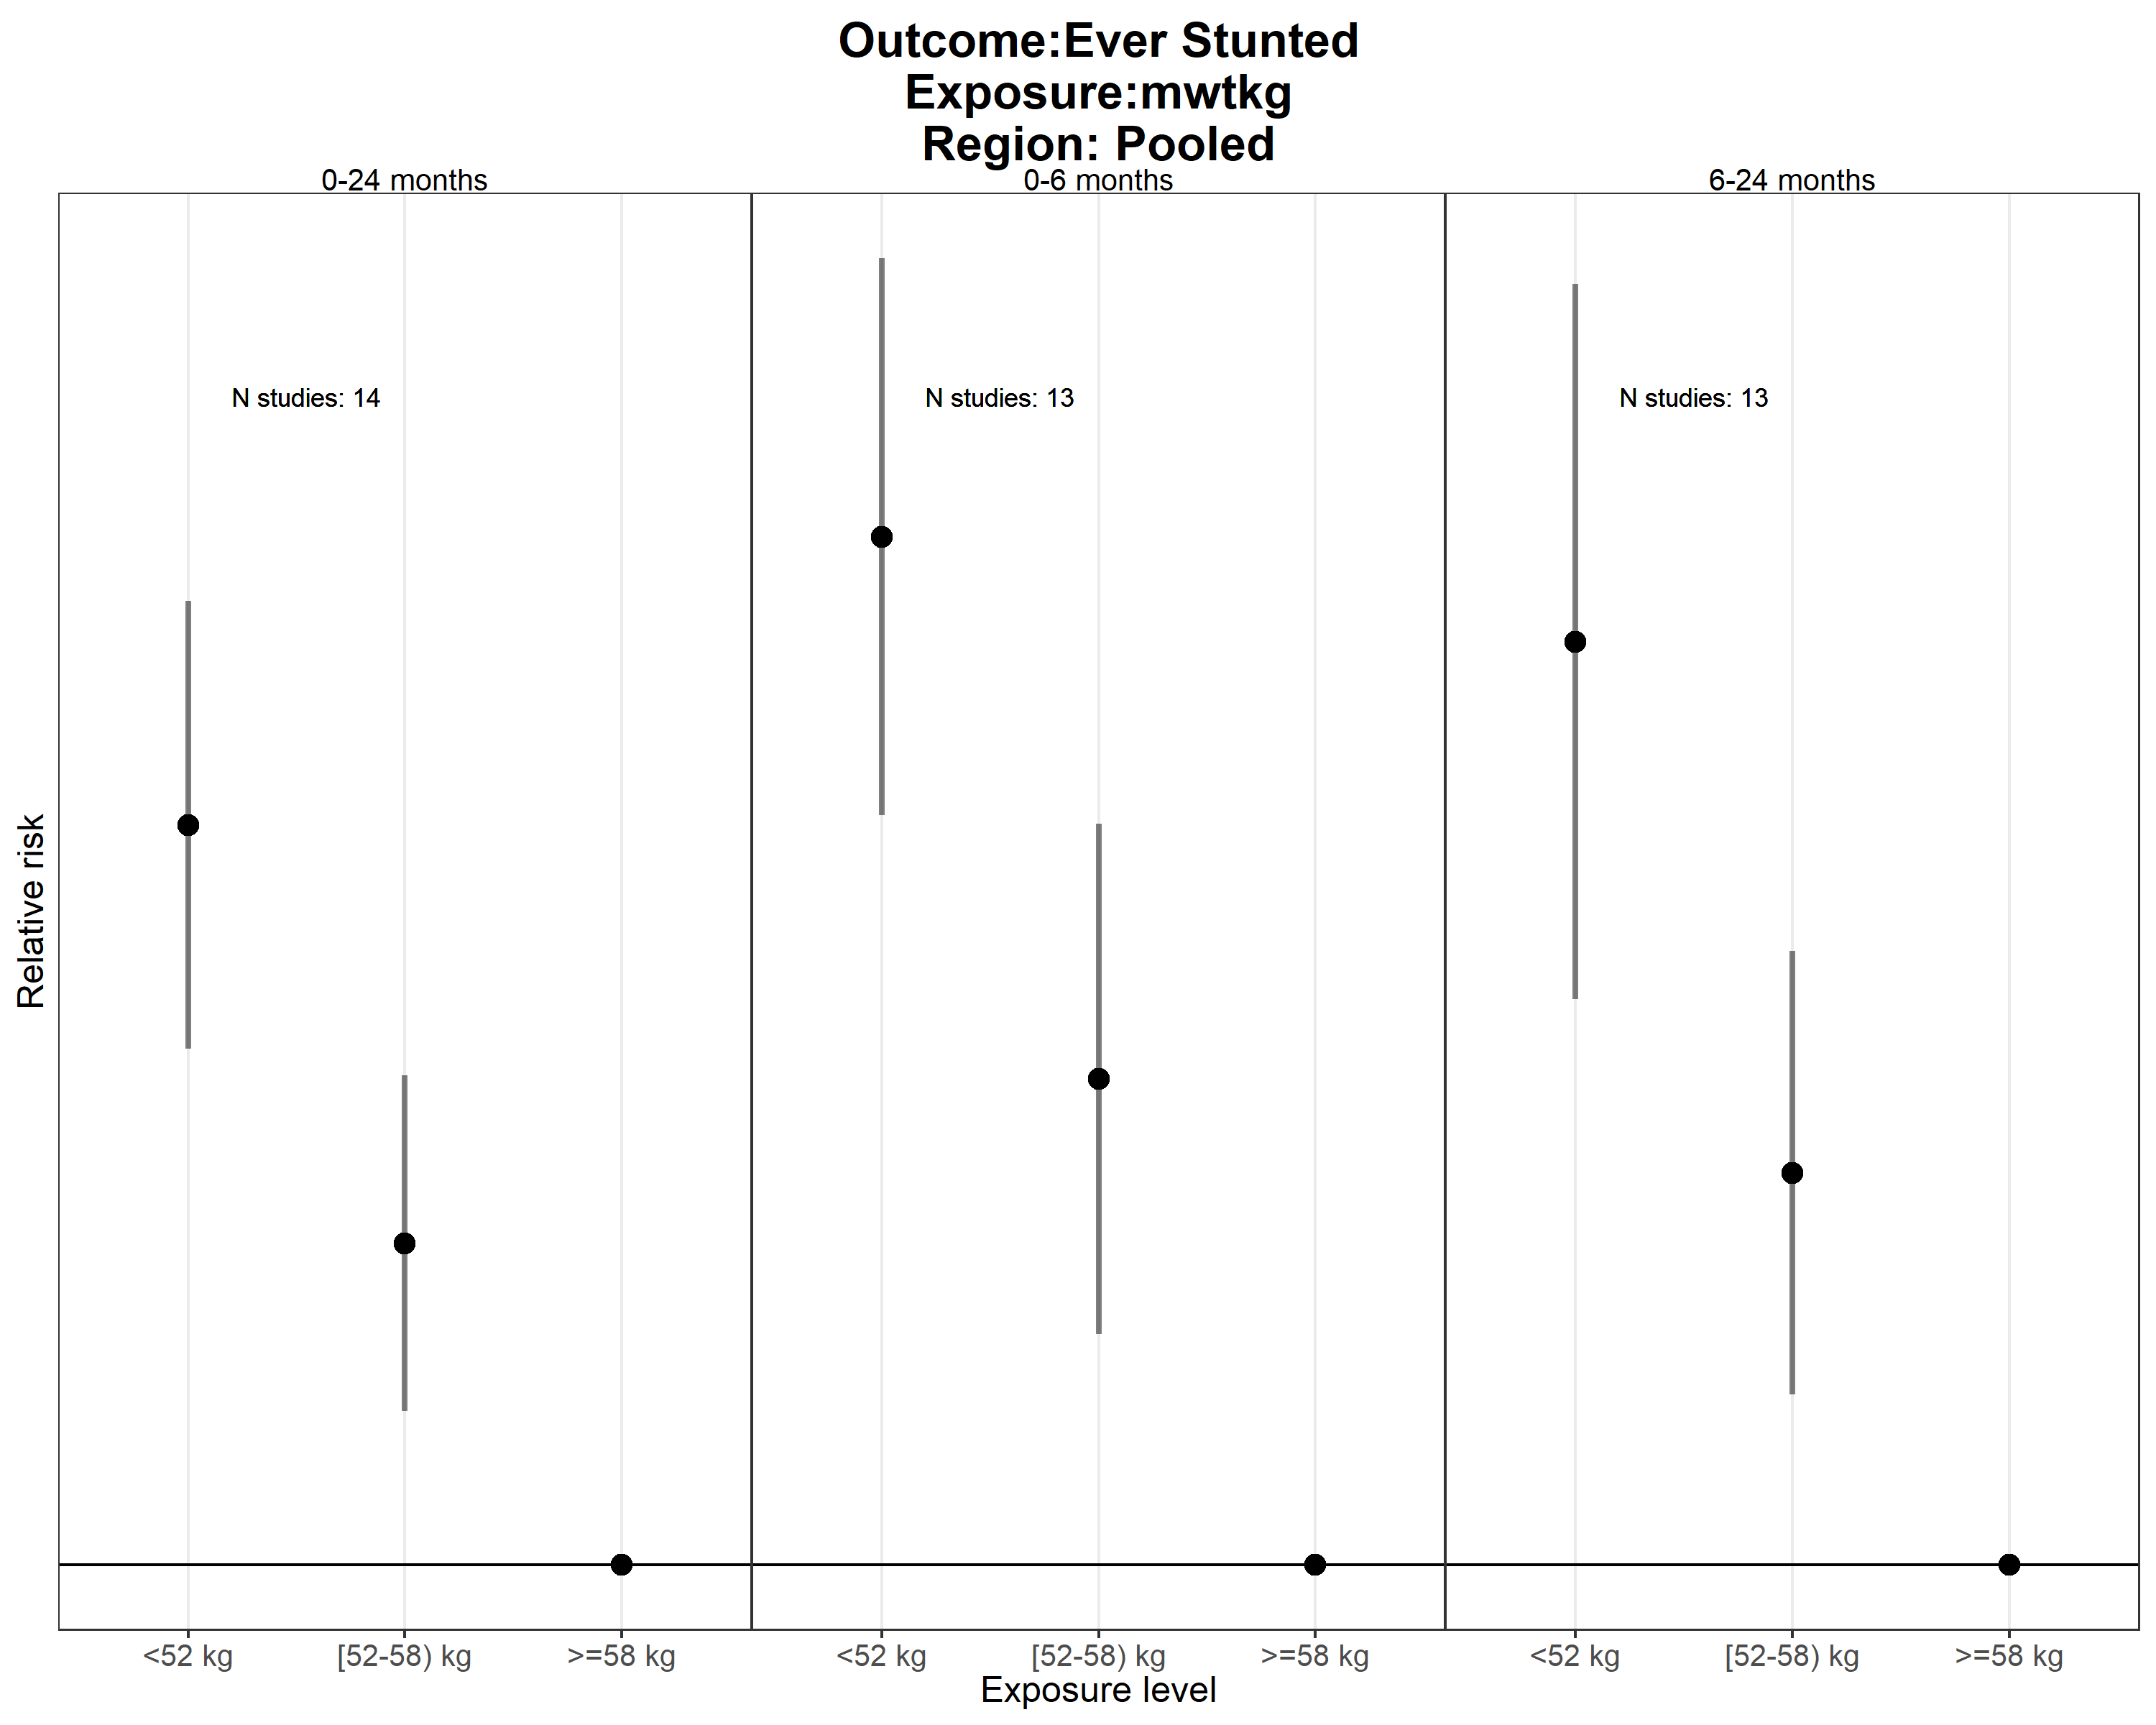 Outcome:Ever Stunted
Exposure:mwtkg
Region: Pooled
0-24 months
0-6 months
6-24 months
N studies: 14
N studies: 13
N studies: 13
Relative risk
<52 kg
[52-58) kg
>=58 kg
<52 kg
[52-58) kg
>=58 kg
<52 kg
[52-58) kg
>=58 kg
Exposure level